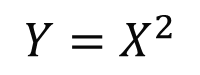 Y = X²